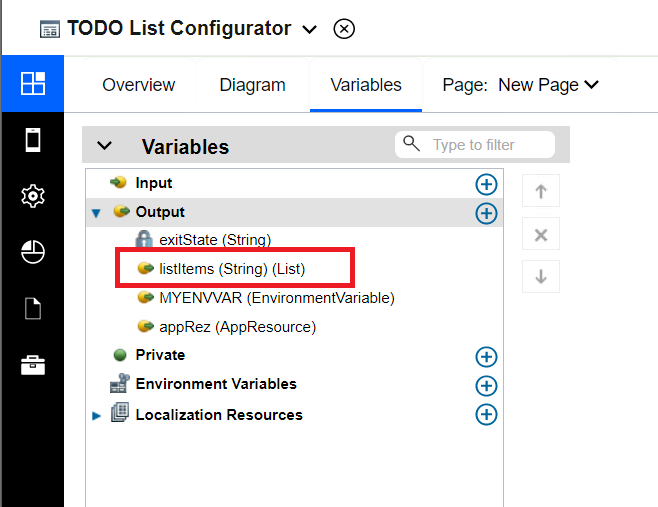 TODO List Configurator
Overview Diagram Variables Page: New Page
Variables Type to filter
Input
Output
exitState (String)
listItems (String) (List)
MYENVVAR (EnvironmentVariable)
appRez (AppResource)
Private
Environment Variables
Localization Resources